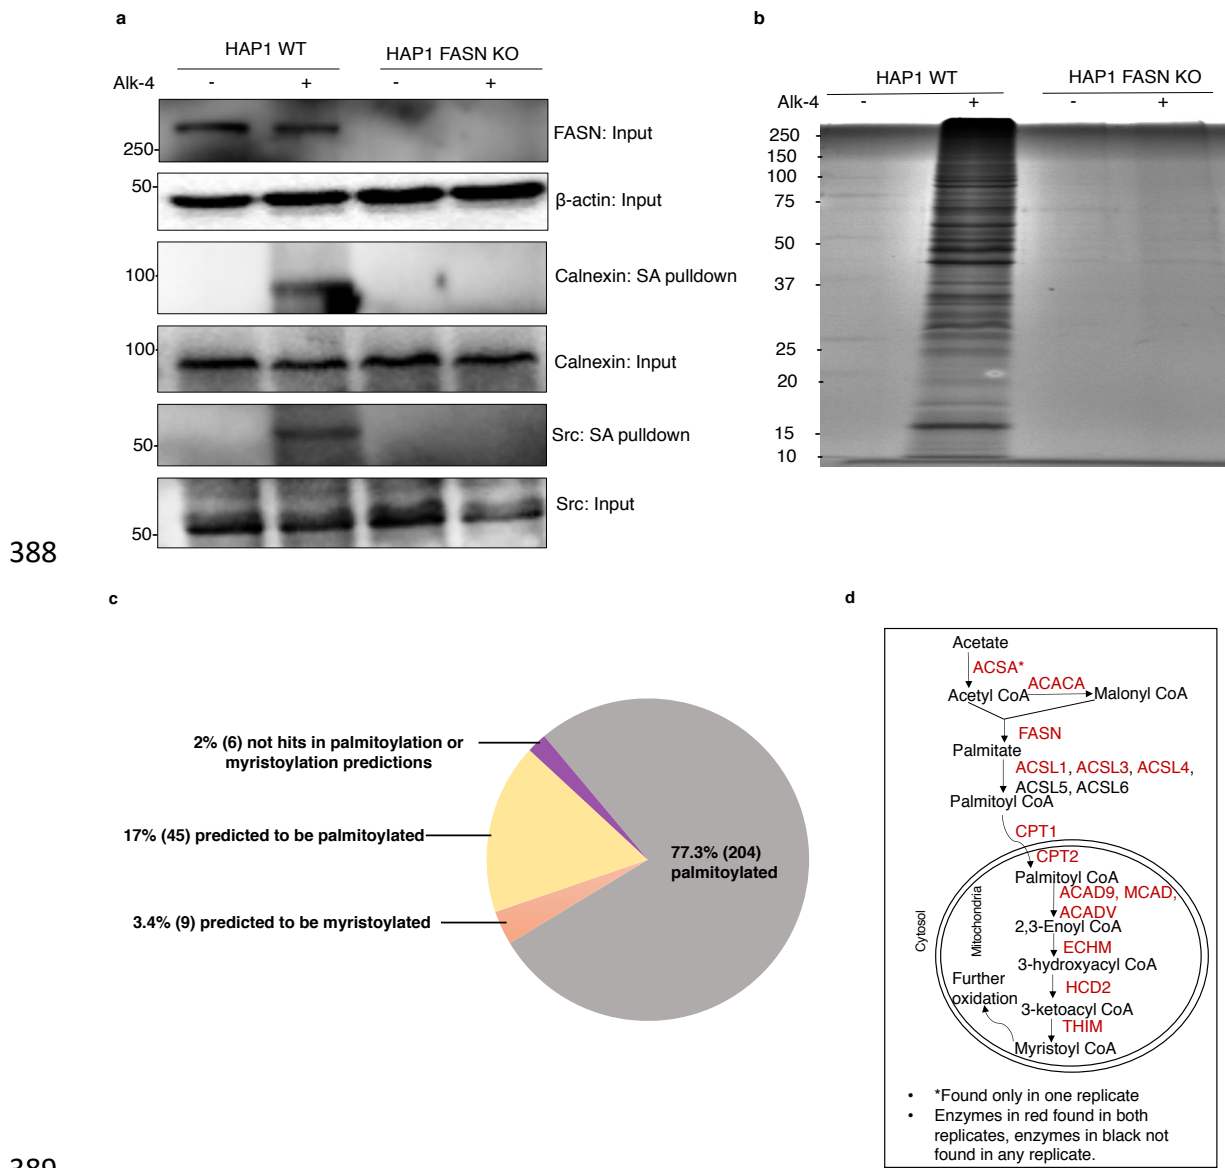 a
HAP1 WT
HAP1 FASN KO
Alk-4
-
+
-
+
250-
FASN: Input
50-
β-actin: Input
100-
Calnexin: SA pulldown
100-
Calnexin: Input
50-
Src: SA pulldown
50-
Src: Input
388
b
HAP1 WT
HAP1 FASN KO
Alk-4
-
+
-
+
250 -
150 -
100 -
75 -
50 -
37 -
25 -
20 -
15 -
10 -
c
2% (6) not hits in palmitoylation or
myristoylation predictions
17% (45) predicted to be palmitoylated
3.4% (9) predicted to be myristoylated
77.3% (204)
palmitoylated
d
Acetate
ACSA*
Acetyl CoA
ACACA
Malonyl CoA
FASN
Palmitate
ACSL1, ACSL3, ACSL4,
ACSL5, ACSL6
Palmitoyl CoA
CPT1
CPT2
Palmitoyl CoA
ACAD9, MCAD,
ACADV
2,3-Enoyl CoA
ECHM
3-hydroxyacyl CoA
HCD2
3-ketoacyl CoA
THIM
Myristoyl CoA
Further
oxidation
Cytosol
Mitochondria
• *Found only in one replicate
• Enzymes in red found in both
replicates, enzymes in black not
found in any replicate.
389